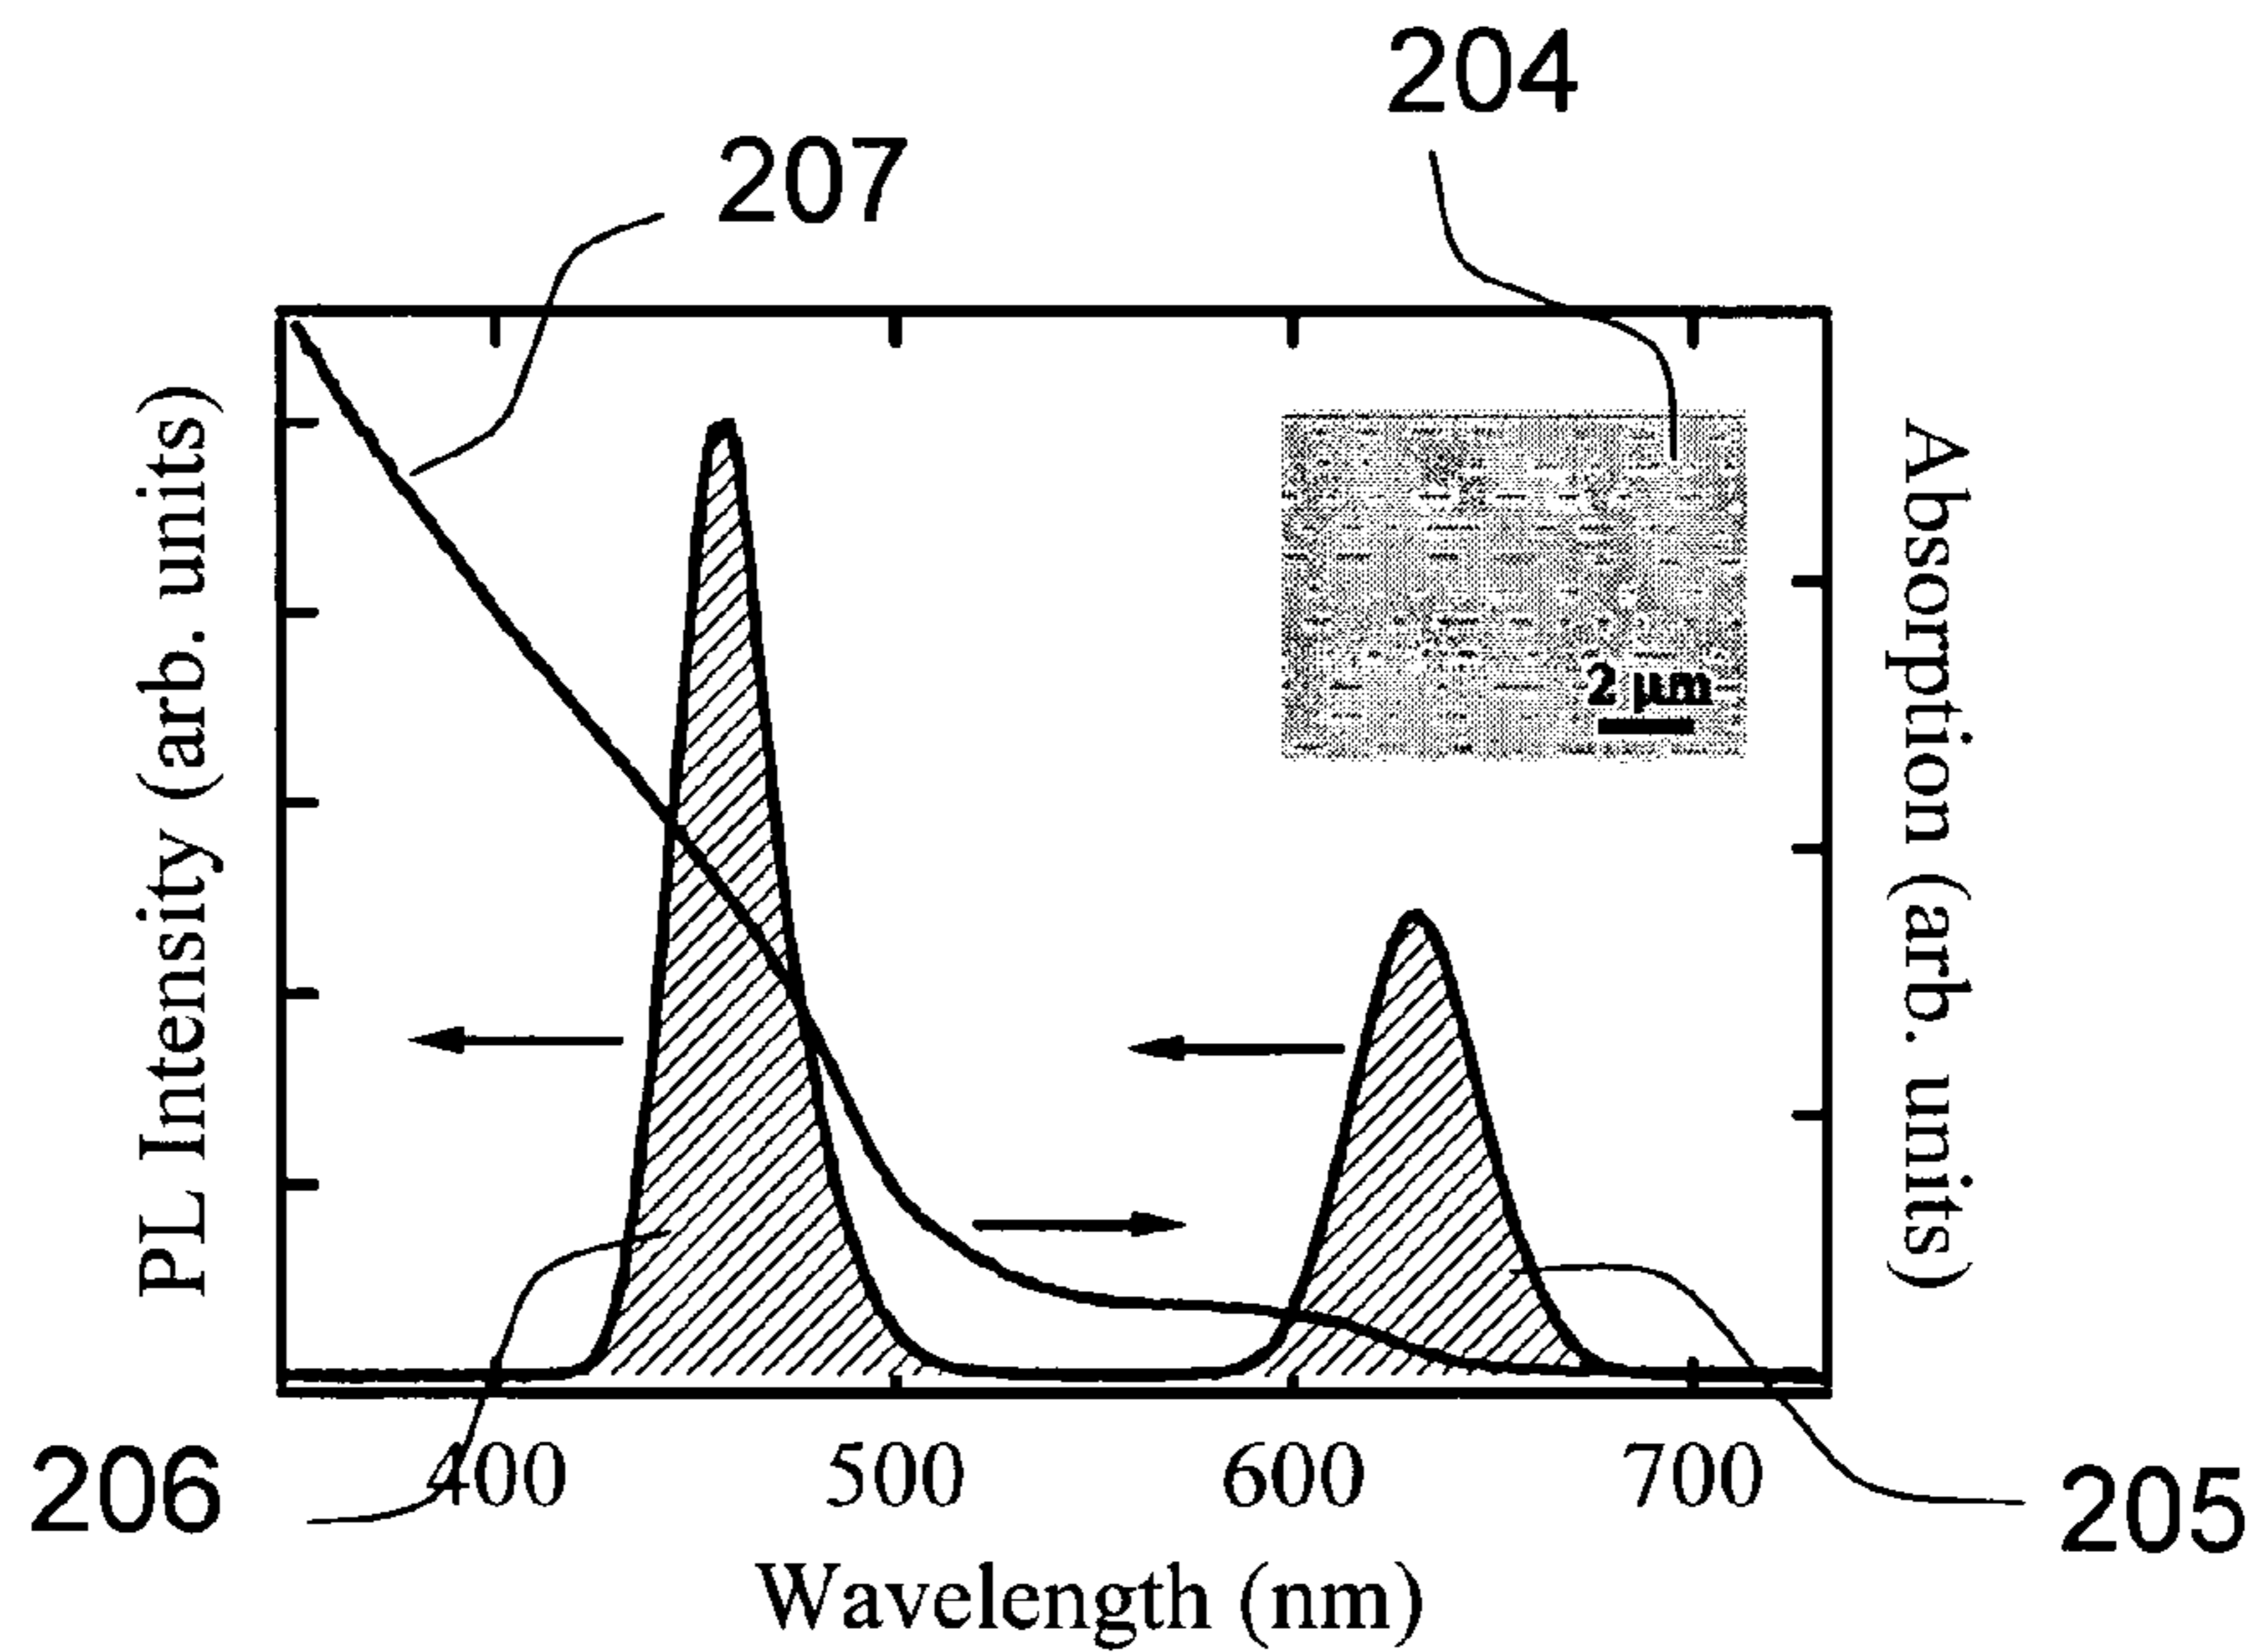 204
207
PL Intensity (arb. units)
Absorption (arb. units)
2 μm
400 500 600 700
206
205
Wavelength (nm)